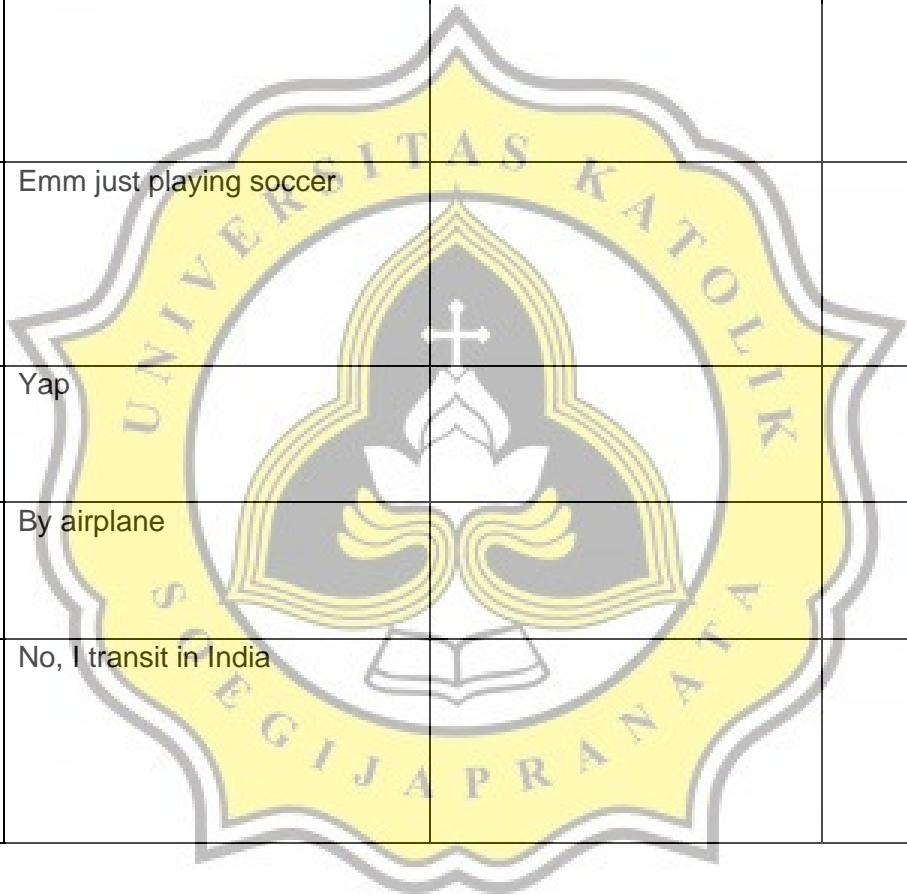 UNIVERSITAS KATOLIK
Emm just playing soccer
Yap
By airplane
No, I transit in India
SOEGIJAPRANATA